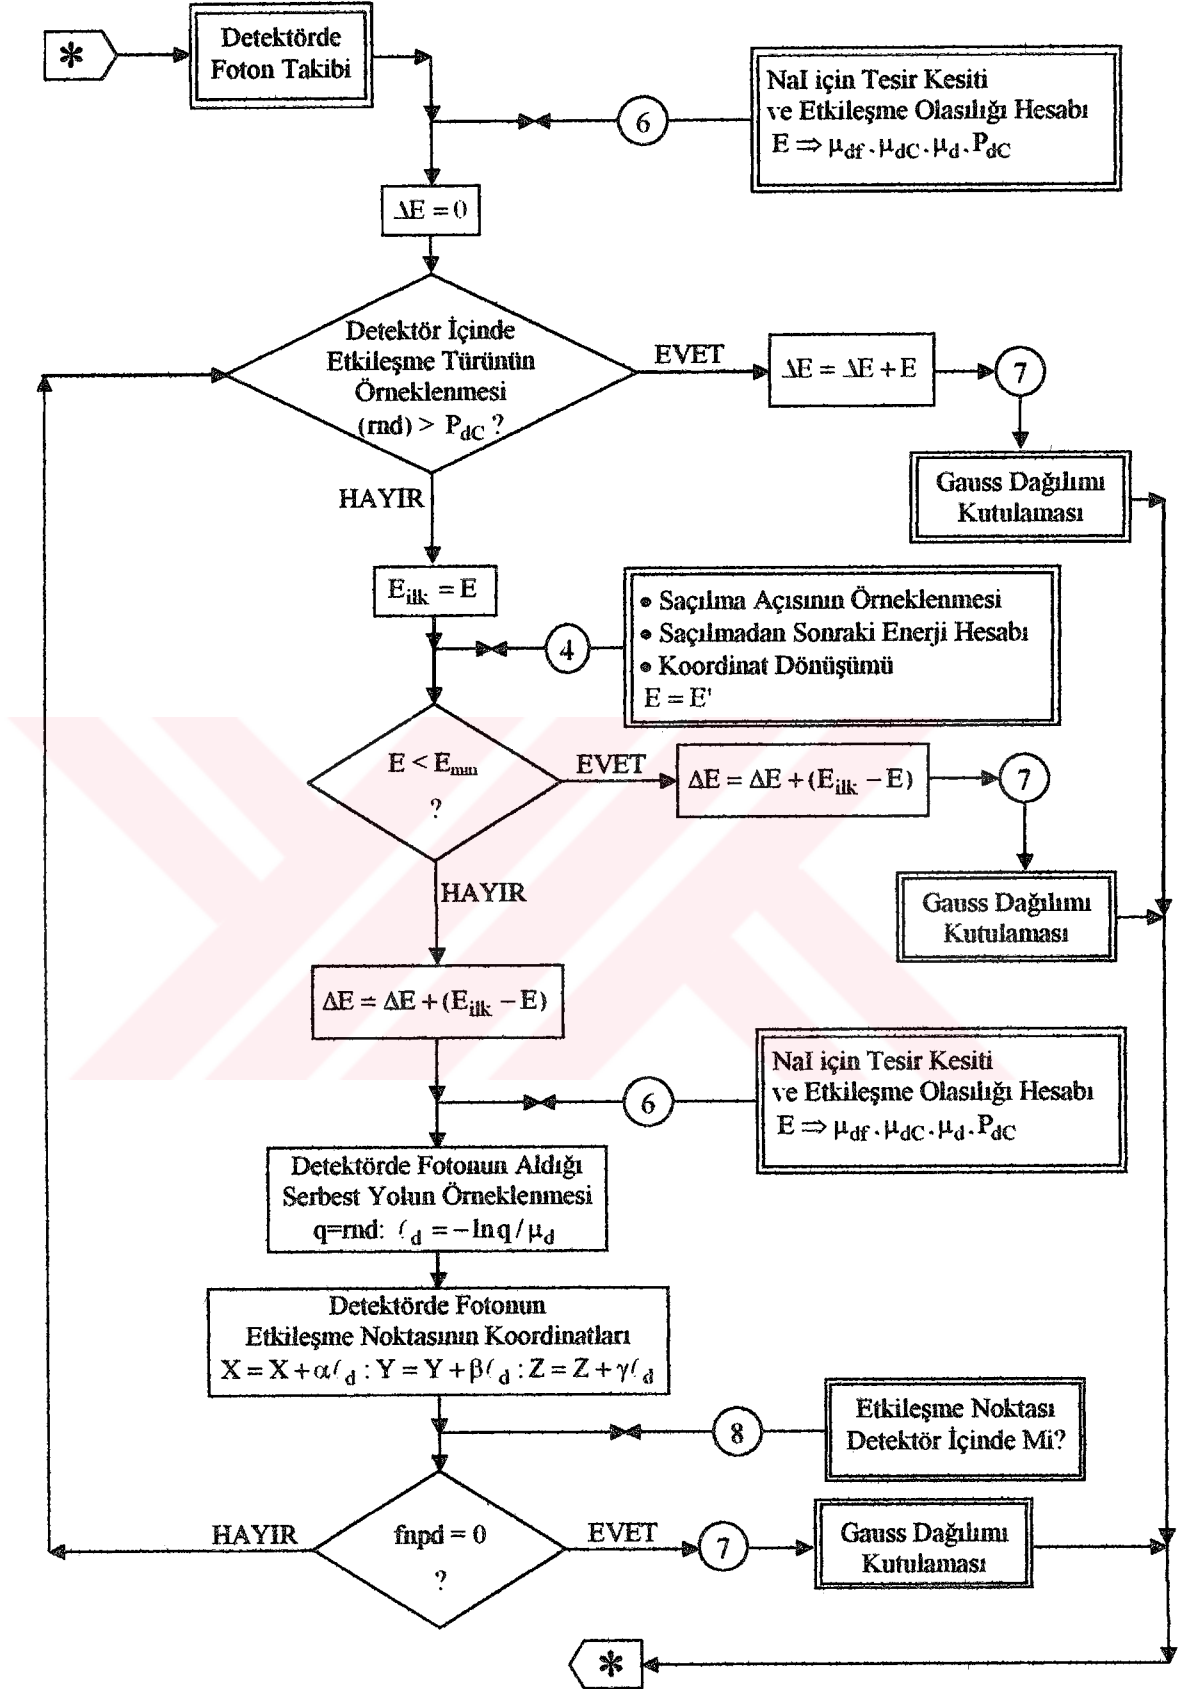 *
Detektörde
Foton Takibi
6
NaI için Tesir Kesiti
ve Etkileşme Olasılığı Hesabı
E ⇒ μdf . μdC . μd . PdC
ΔE = 0
Detektör İçinde
Etkileşme Türünün
Örneklenmesi
(rnd) > PdC ?
EVET
ΔE = ΔE + E
7
Gauss Dağılımı
Kutulaması
HAYIR
Eilk = E
4
• Saçılma Açısının Örneklenmesi
• Saçılmadan Sonraki Enerji Hesabı
• Koordinat Dönüşümü
E = E'
E < Emın
?
EVET
ΔE = ΔE + (Eilk − E)
7
Gauss Dağılımı
Kutulaması
HAYIR
ΔE = ΔE + (Eilk − E)
6
NaI için Tesir Kesiti
ve Etkileşme Olasılığı Hesabı
E ⇒ μdf . μdC . μd . PdC
Detektörde Fotonun Aldığı
Serbest Yolun Örneklenmesi
q=rnd: ℓd = −lnq / μd
Detektörde Fotonun
Etkileşme Noktasının Koordinatları
X = X + αℓd : Y = Y + βℓd : Z = Z + γℓd
8
Etkileşme Noktası
Detektör İçinde Mi?
HAYIR
fnpd = 0
?
EVET
7
Gauss Dağılımı
Kutulaması
*